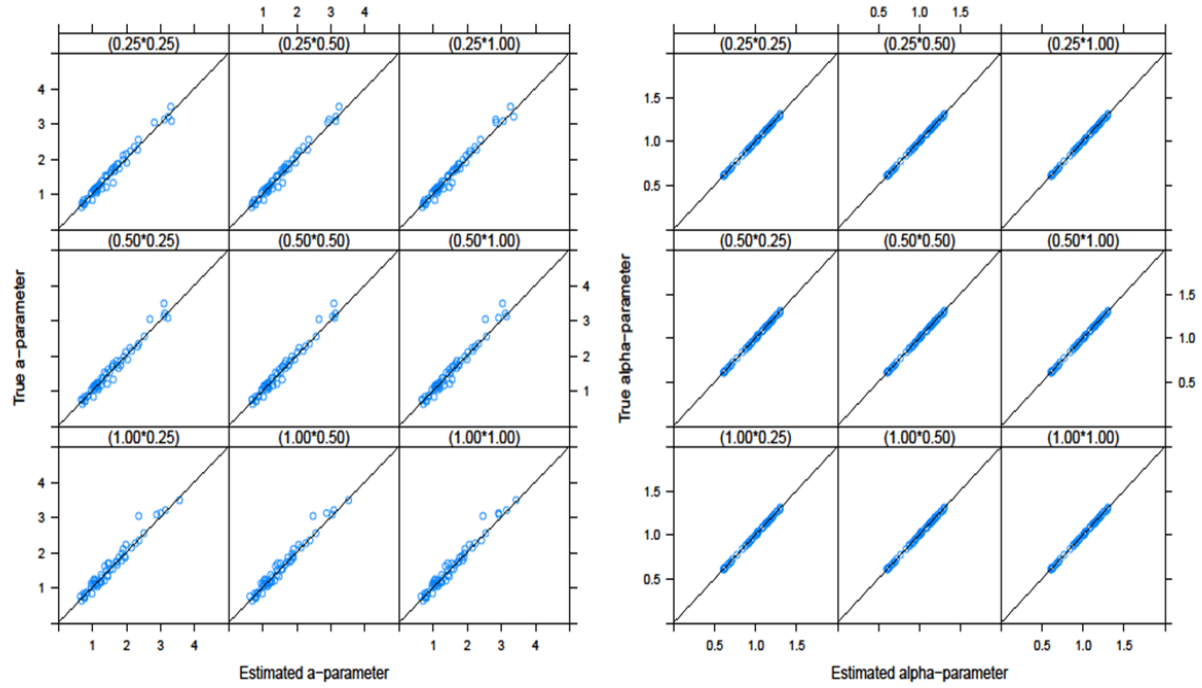 1 2 3 4
(0.25*0.25) (0.25*0.50) (0.25*1.00)
4
3
2
1
(0.50*0.25) (0.50*0.50) (0.50*1.00)
4
3
2
1
(1.00*0.25) (1.00*0.50) (1.00*1.00)
4
3
2
1
1 2 3 4 1 2 3 4
True a-parameter
Estimated a-parameter
0.5 1.0 1.5
(0.25*0.25) (0.25*0.50) (0.25*1.00)
1.5
1.0
0.5
(0.50*0.25) (0.50*0.50) (0.50*1.00)
1.5
1.0
0.5
(1.00*0.25) (1.00*0.50) (1.00*1.00)
1.5
1.0
0.5
0.5 1.0 1.5 0.5 1.0 1.5
True alpha-parameter
Estimated alpha-parameter